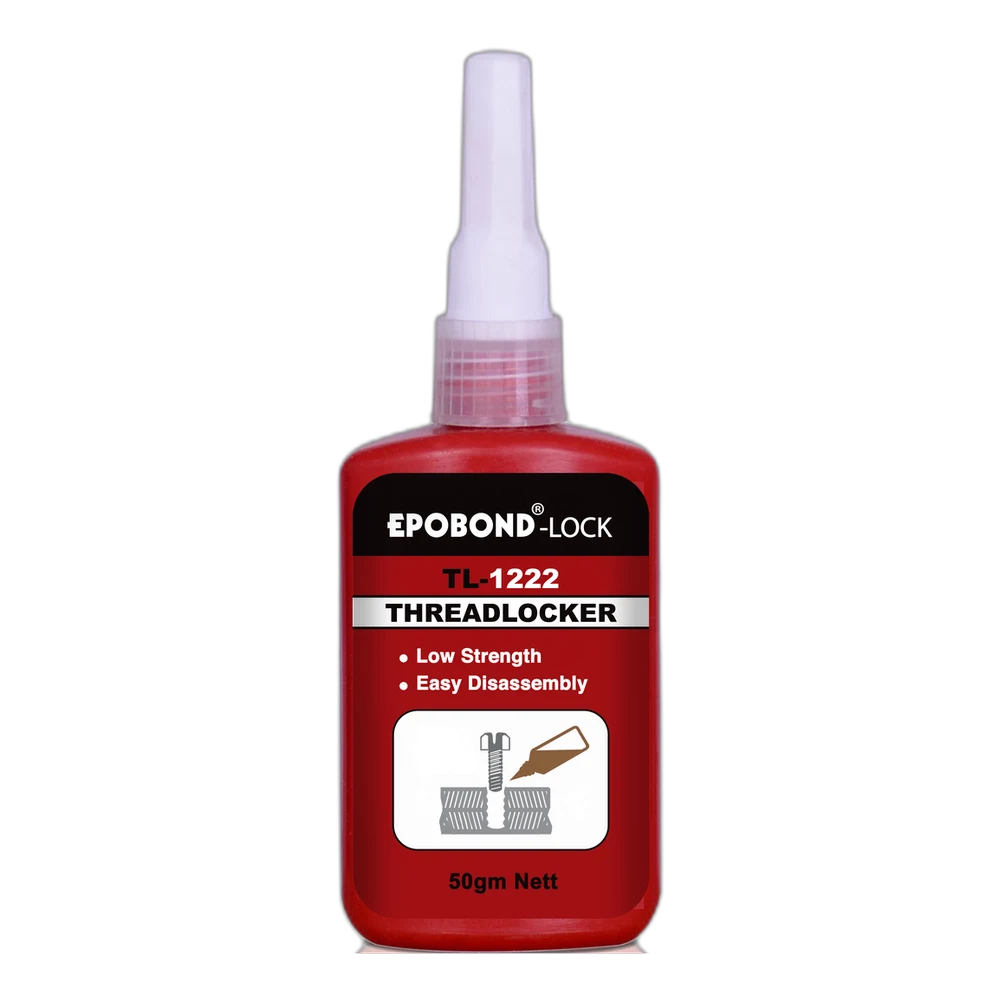 EPOBOND®-LOCK
TL-1222
THREADLOCKER
• Low Strength
• Easy Disassembly
50gm Nett